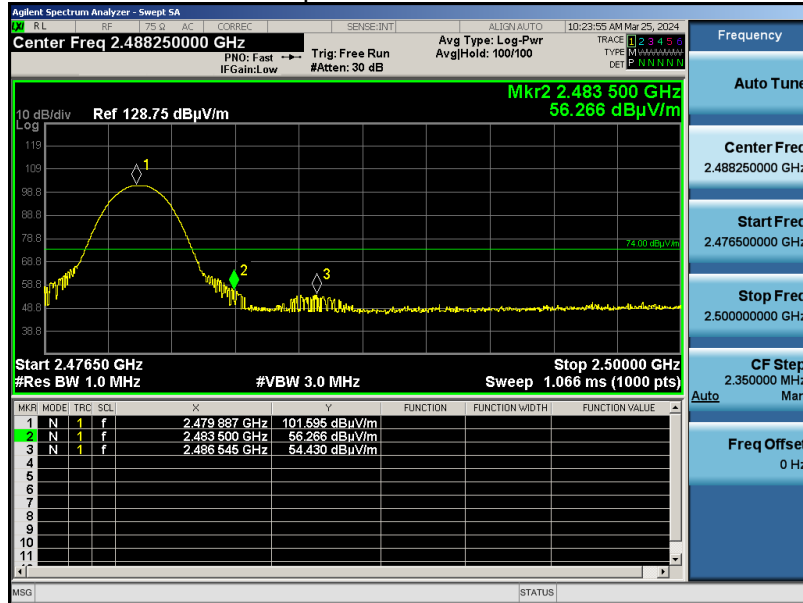 Agilent Spectrum Analyzer - Swept SA
LXI RL RF 75 Ω AC CORREC SENSE:INT ALIGN AUTO 10:23:55 AM Mar 25, 2024
Center Freq 2.488250000 GHz
PNO: Fast
IFGain:Low
Trig: Free Run
#Atten: 30 dB
Avg Type: Log-Pwr
Avg|Hold: 100/100
TRACE 1 2 3 4 5 6
TYPE M
DET P N N N N N
Mkr2 2.483 500 GHz
56.266 dBµV/m
10 dB/div
Log
Ref 128.75 dBµV/m
119
109
98.8
88.8
78.8
68.8
58.8
48.8
38.8
1
2
3
74.00 dBµV/m
Start 2.47650 GHz Stop 2.50000 GHz
#Res BW 1.0 MHz #VBW 3.0 MHz Sweep 1.066 ms (1000 pts)
MKR MODE TRC SCL X Y FUNCTION FUNCTION WIDTH FUNCTION VALUE
1 N 1 f 2.479 887 GHz 101.595 dBµV/m
2 N 1 f 2.483 500 GHz 56.266 dBµV/m
3 N 1 f 2.486 545 GHz 54.430 dBµV/m
4
5
6
7
8
9
10
11
MSG STATUS
Frequency
Auto Tune
Center Freq
2.488250000 GHz
Start Freq
2.476500000 GHz
Stop Freq
2.500000000 GHz
CF Step
2.350000 MHz
Auto Man
Freq Offset
0 Hz